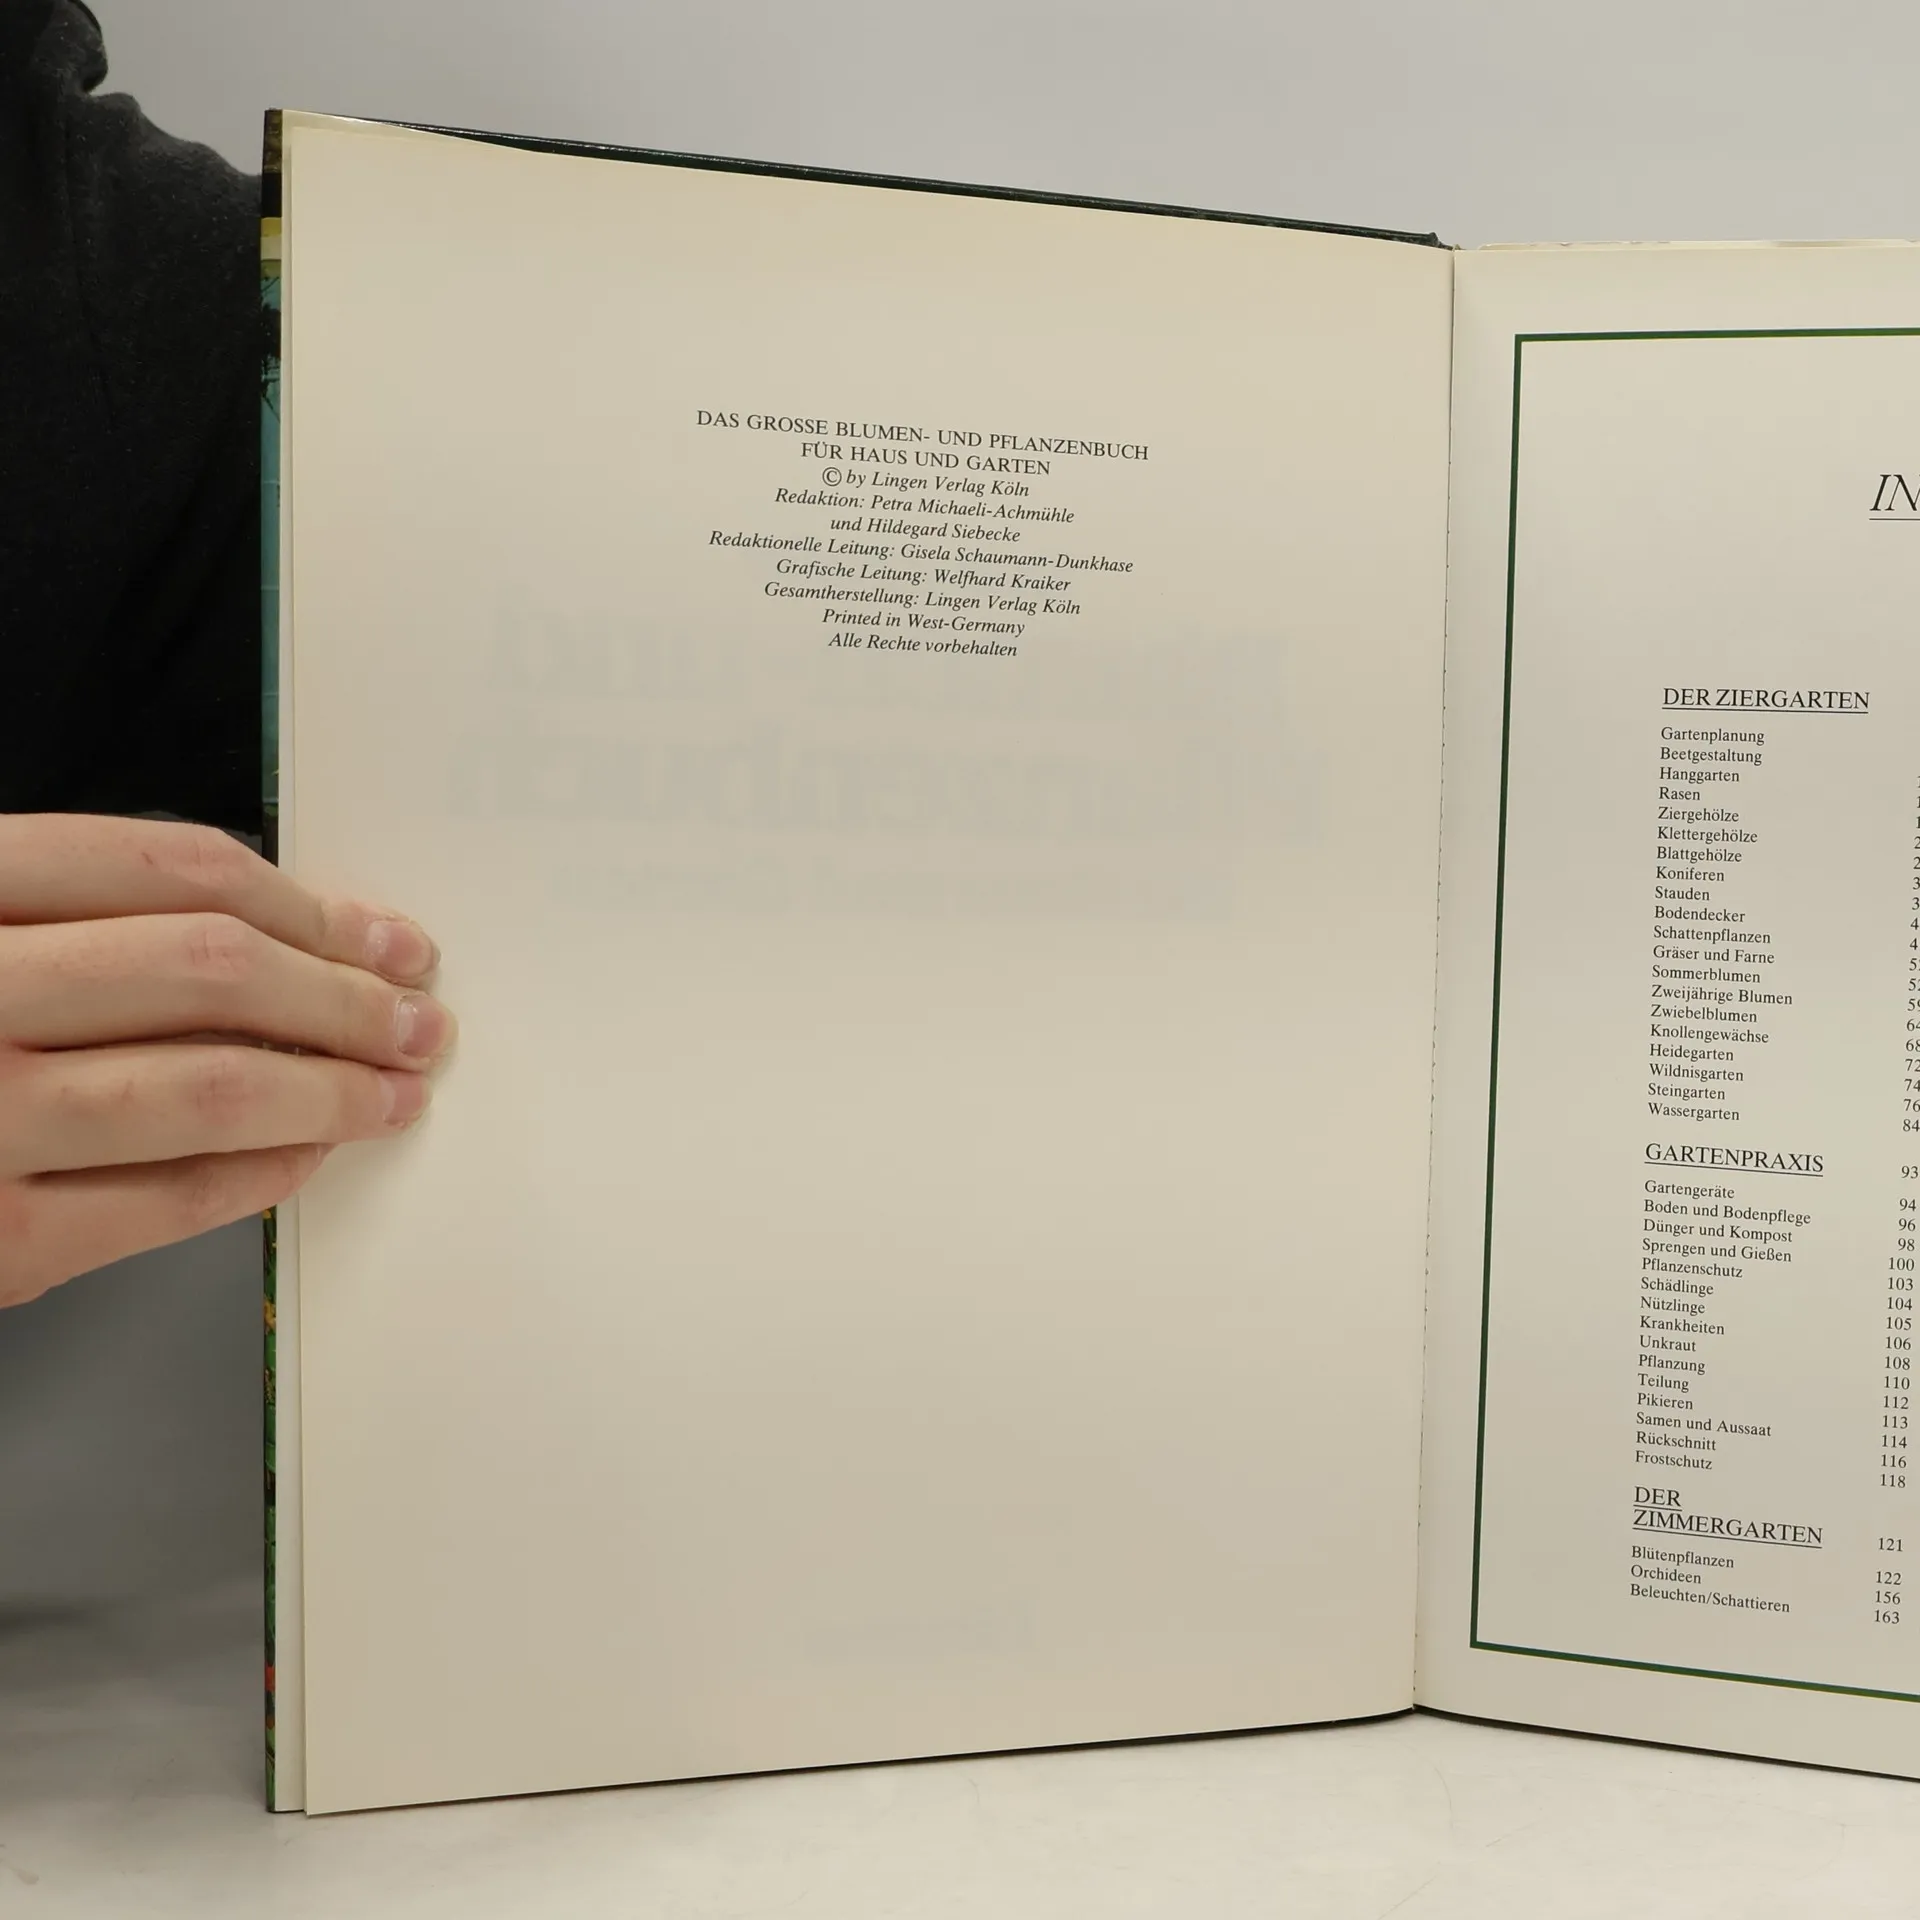 DAS GROSSE BLUMEN- UND PFLANZENBUCH
FÜR HAUS UND GARTEN
© by Lingen Verlag Köln
Redaktion: Petra Michaeli-Achmühle
und Hildegard Siebecke
Redaktionelle Leitung: Gisela Schaumann-Dunkhase
Grafische Leitung: Welfhard Kraiker
Gesamtherstellung: Lingen Verlag Köln
Printed in West-Germany
Alle Rechte vorbehalten
DER ZIERGARTEN
Gartenplanung
Beetgestaltung
Hanggarten
Rasen
Ziergehölze
Klettergehölze
Blattgehölze
Koniferen
Stauden
Bodendecker
Schattenpflanzen
Gräser und Farne
Sommerblumen
Zweijährige Blumen
Zwiebelblumen 64
Knollengewächse 68
Heidegarten 72
Wildnisgarten 74
Steingarten 76
Wassergarten 84
GARTENPRAXIS 93
Gartengeräte 94
Boden und Bodenpflege 96
Dünger und Kompost 98
Sprengen und Gießen 100
Pflanzenschutz 103
Schädlinge 104
Nützlinge 105
Krankheiten 106
Unkraut 108
Pflanzung 110
Teilung 112
Pikieren 113
Samen und Aussaat 114
Rückschnitt 116
Frostschutz 118
DER
ZIMMERGARTEN 121
Blütenpflanzen 122
Orchideen 156
Beleuchten/Schattieren 163